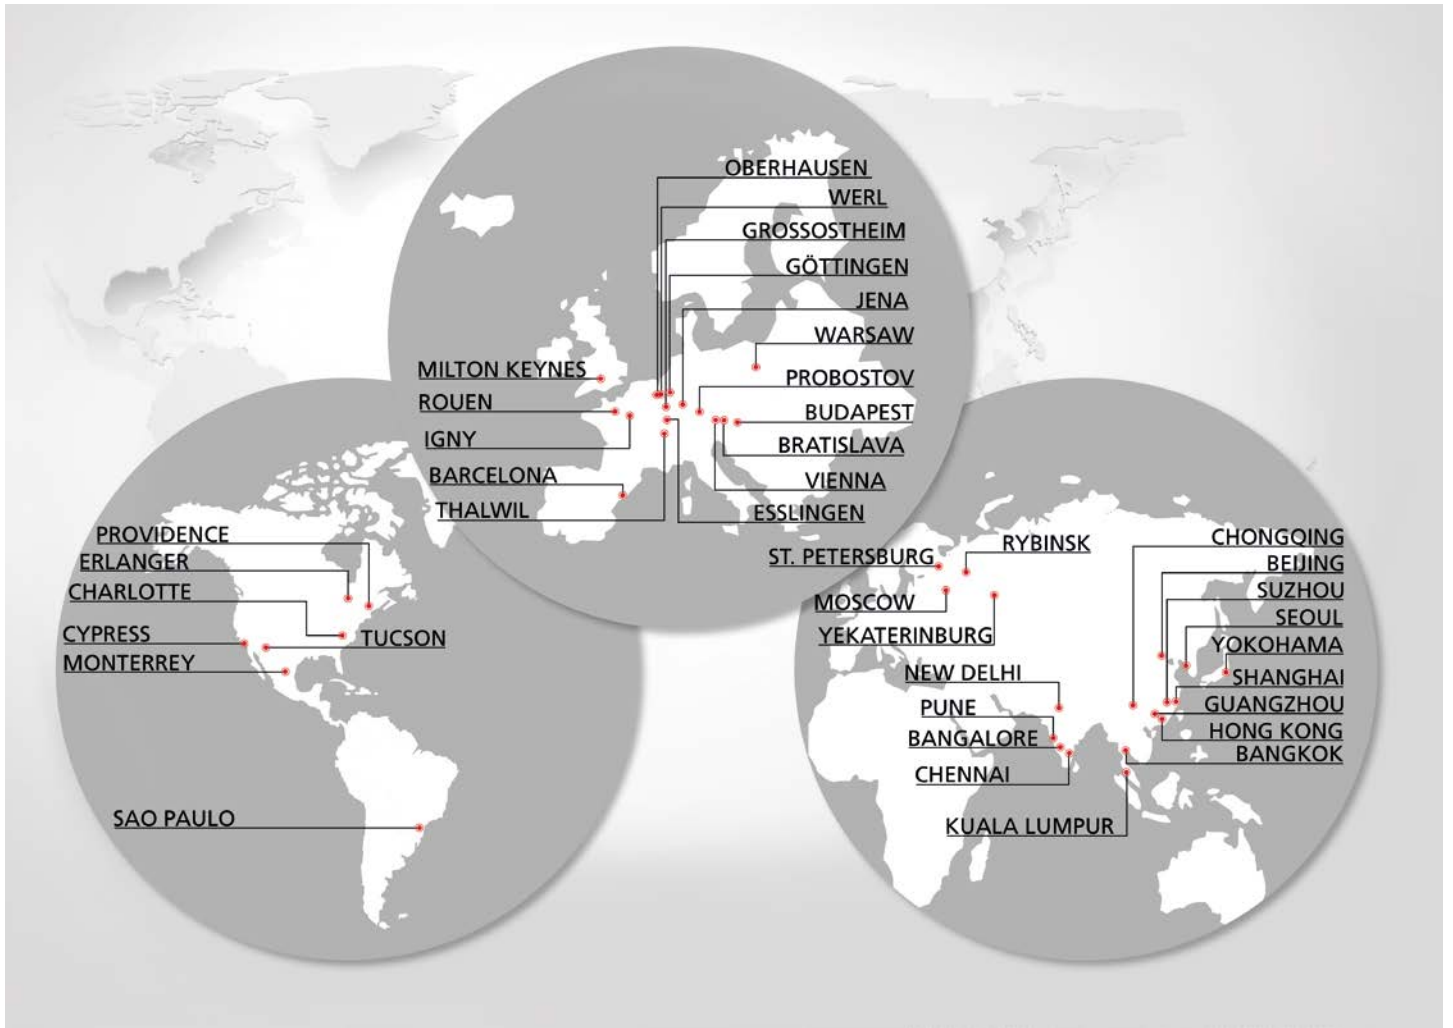 OBERHAUSEN
WERL
GROSSOSTHEIM
GÖTTINGEN
JENA
WARSAW
PROBOSTOV
BUDAPEST
BRATISLAVA
VIENNA
ESSLINGEN
MILTON KEYNES
ROUEN
IGNY
BARCELONA
THALWIL
PROVIDENCE
ERLANGER
CHARLOTTE
CYPRESS
TUCSON
MONTERREY
SAO PAULO
ST. PETERSBURG
RYBINSK
MOSCOW
YEKATERINBURG
NEW DELHI
PUNE
BANGALORE
CHENNAI
KUALA LUMPUR
CHONGQING
BEIJING
SUZHOU
SEOUL
YOKOHAMA
SHANGHAI
GUANGZHOU
HONG KONG
BANGKOK